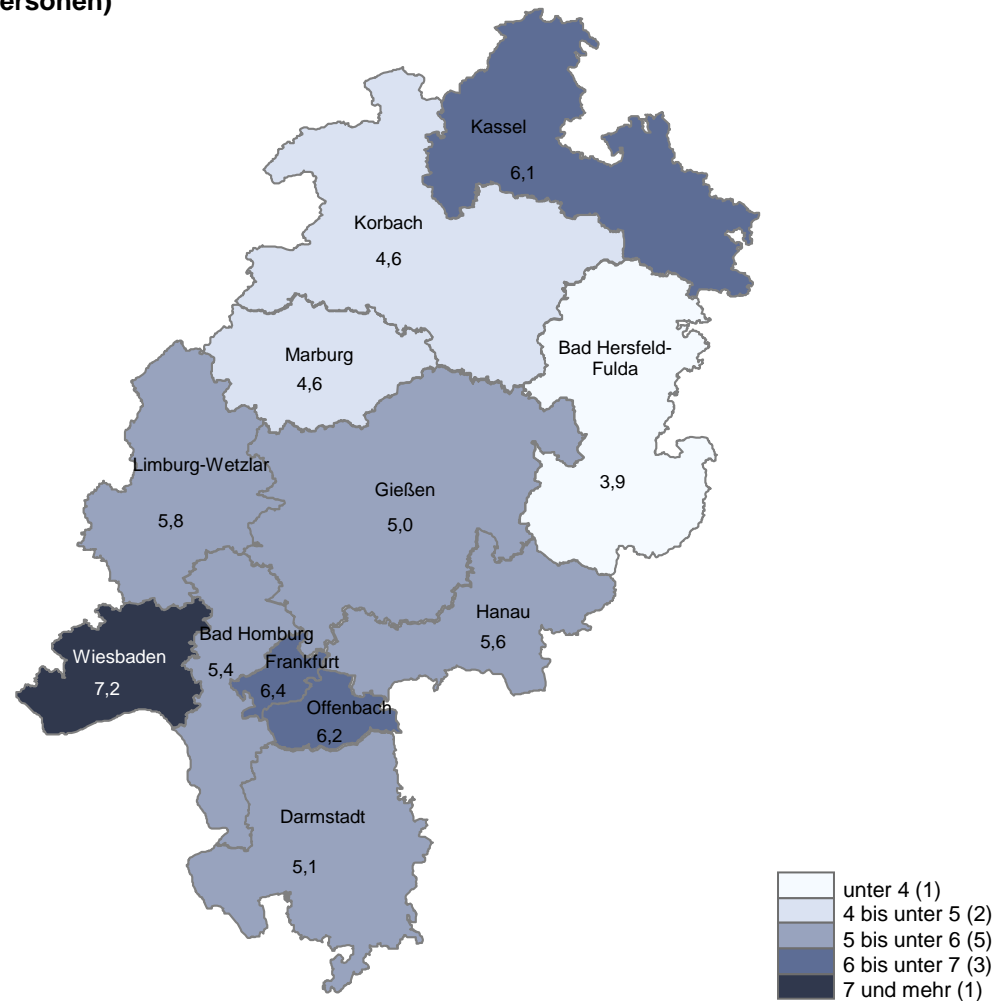 ersonen)
Kassel
6,1
Korbach
4,6
Bad Hersfeld-
Fulda
3,9
Marburg
4,6
Limburg-Wetzlar
5,8
Gießen
5,0
Hanau
5,6
Bad Homburg
5,4
Wiesbaden
7,2
Frankfurt
6,4
Offenbach
6,2
Darmstadt
5,1
unter 4 (1)
4 bis unter 5 (2)
5 bis unter 6 (5)
6 bis unter 7 (3)
7 und mehr (1)